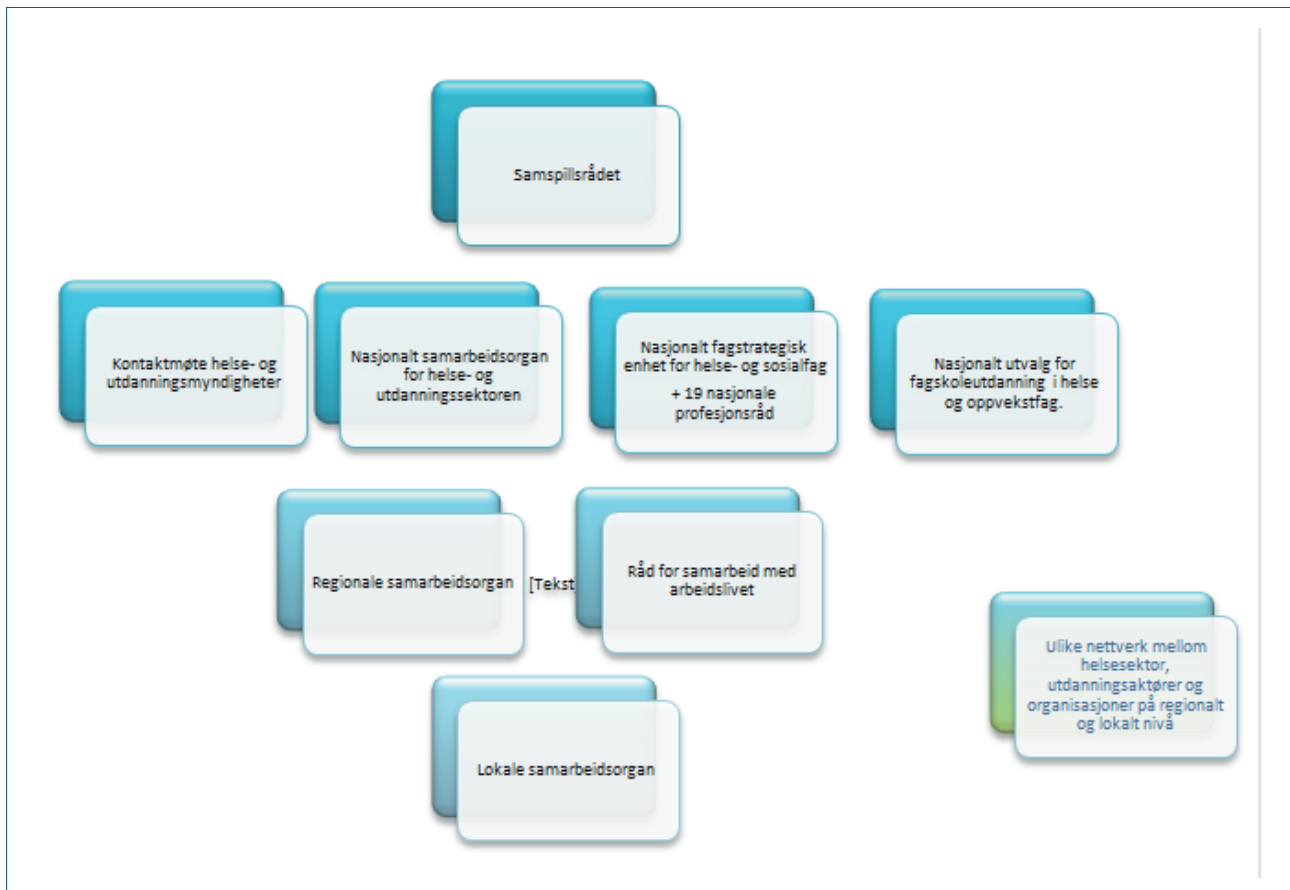 Samspillsrådet
Kontaktmøte helse- og
utdanningsmyndigheter
Nasjonalt samarbeidsorgan
for helse- og
utdanningssektoren
Nasjonalt fagstrategisk
enhet for helse- og sosialfag
+ 19 nasjonale
profesjonsråd
Nasjonalt utvalg for
fagskoleutdanning i helse
og oppvekstfag.
Regionale samarbeidsorgan
[Tekst]
Råd for samarbeid med
arbeidslivet
Ulike nettverk mellom
helsesektor,
utdanningsaktører og
organisasjoner på regionalt
og lokalt nivå
Lokale samarbeidsorgan